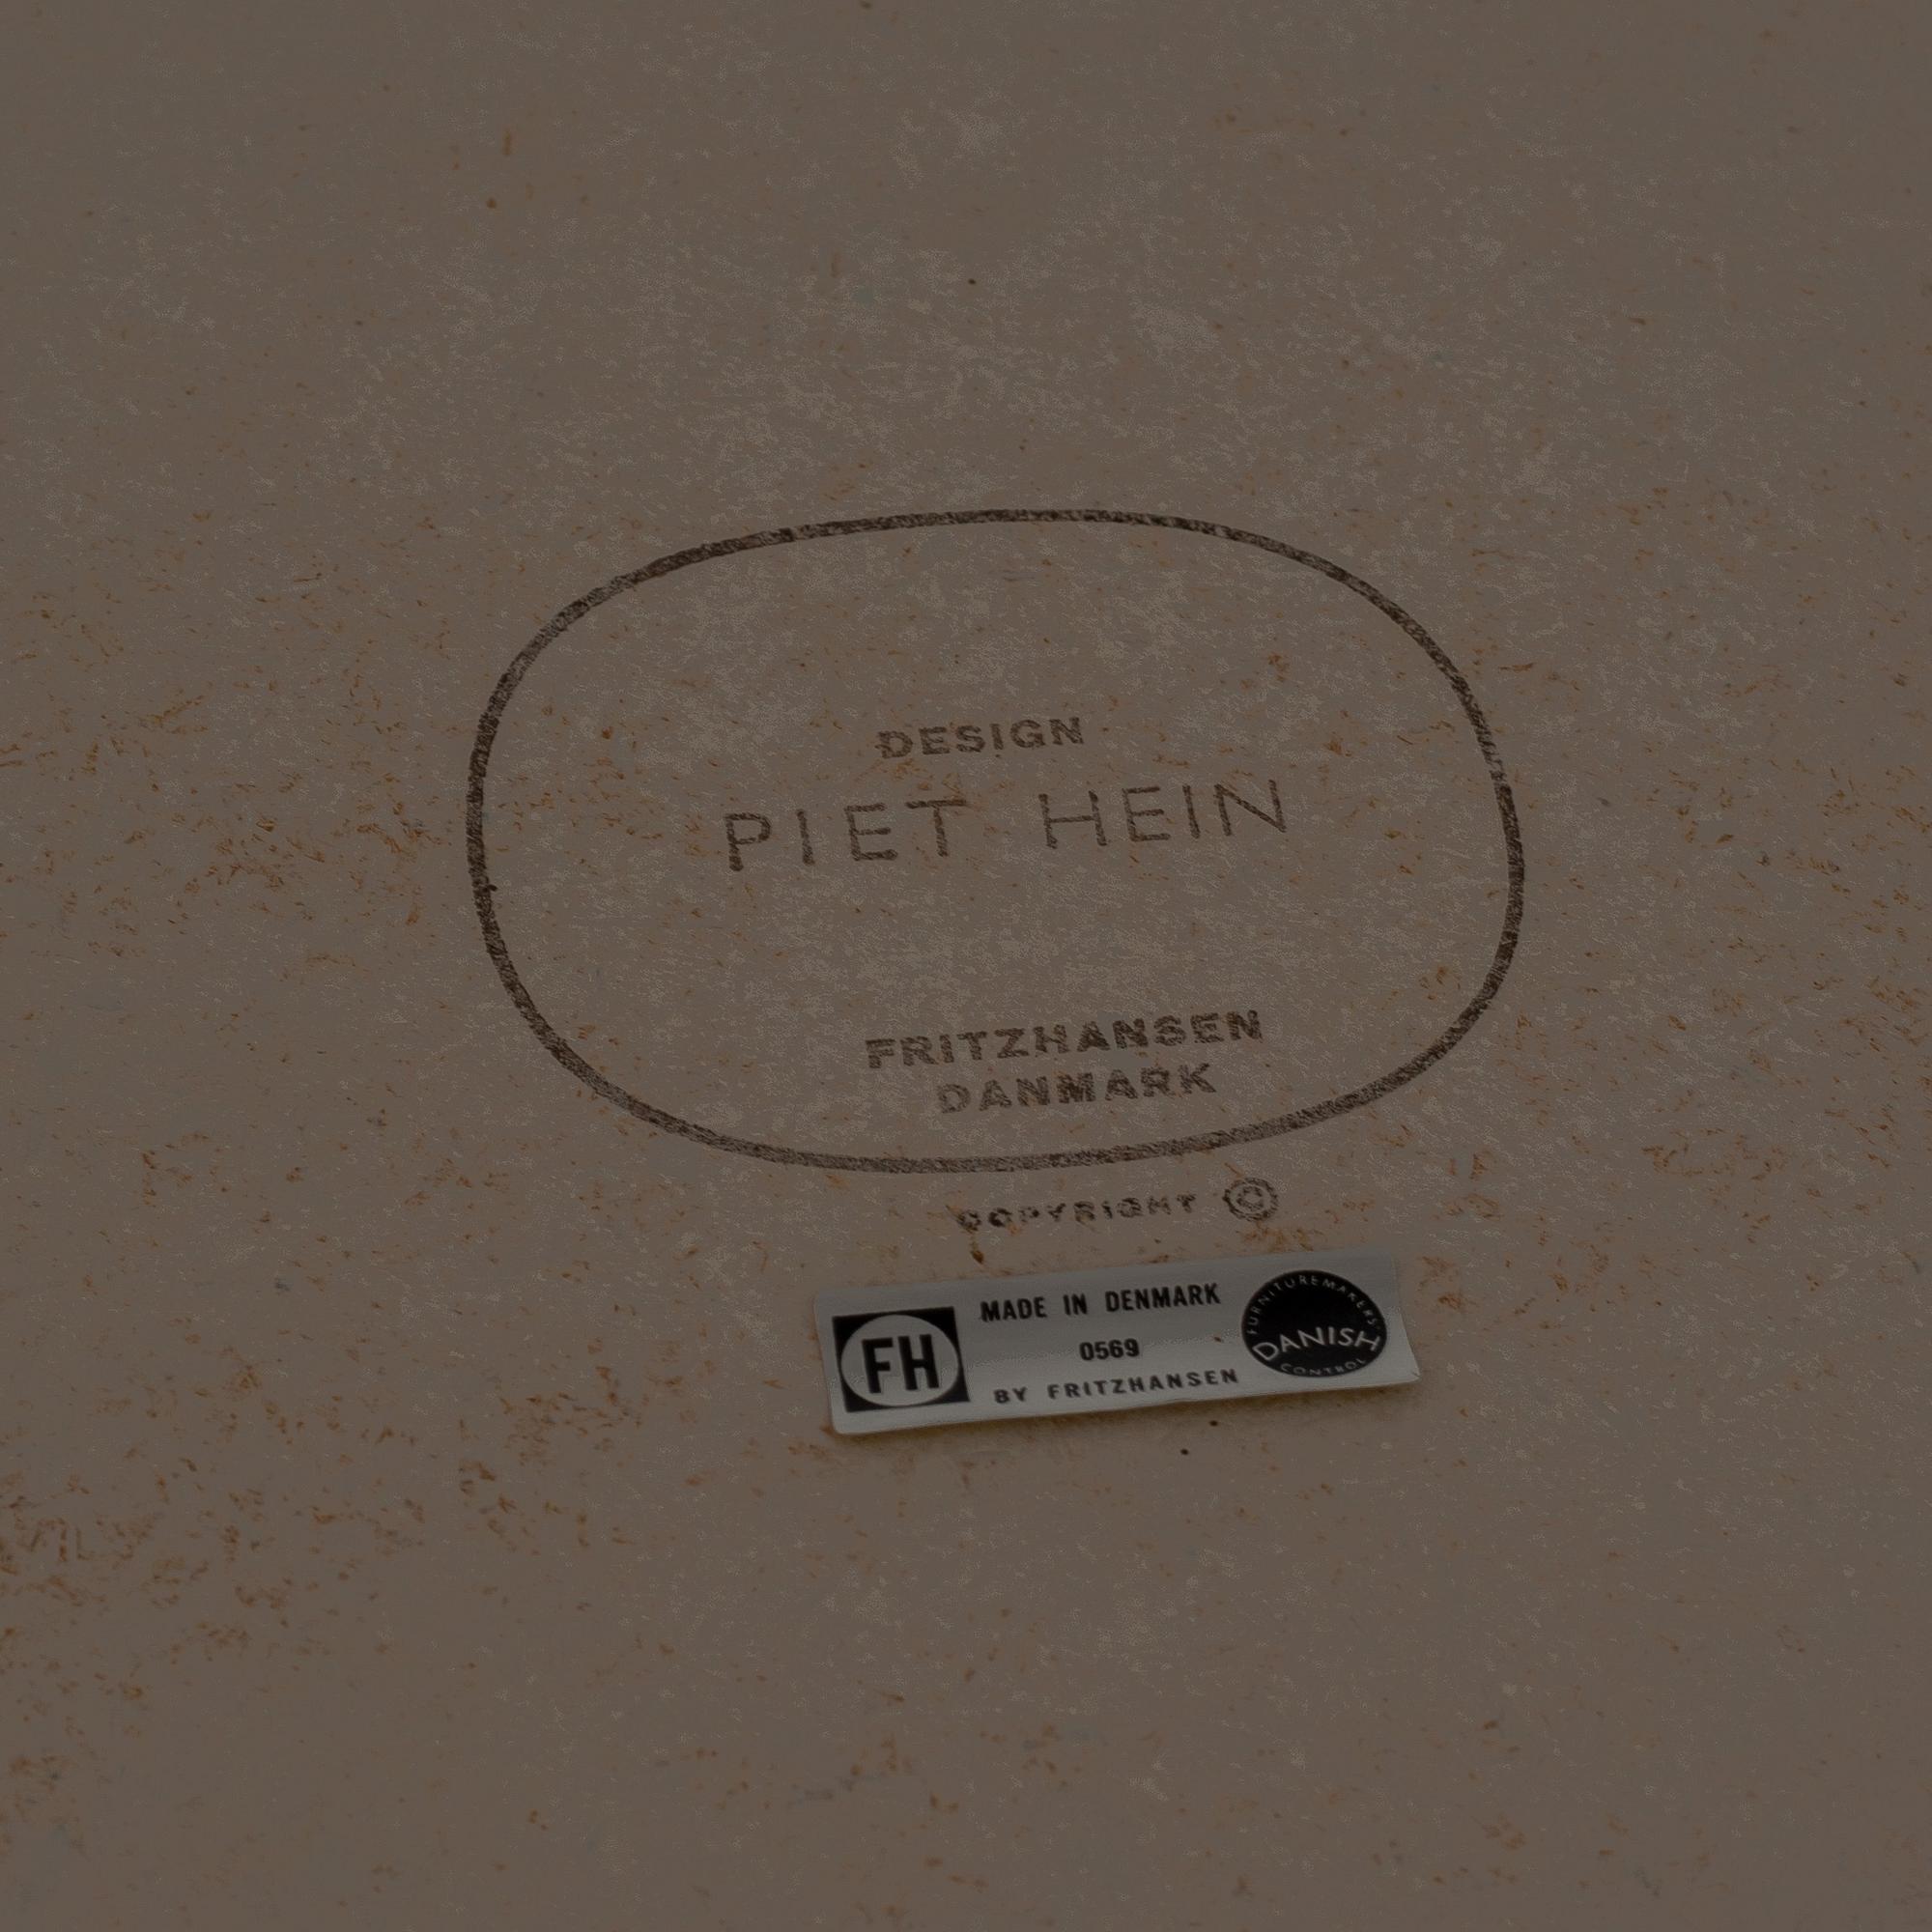 DESIGN
PIET HEIN
FRITZHANSEN
DANMARK
COPYRIGHT ©
FH
MADE IN DENMARK
0569
BY FRITZHANSEN
FURNITUREMAKERS'
DANISH
CONTROL